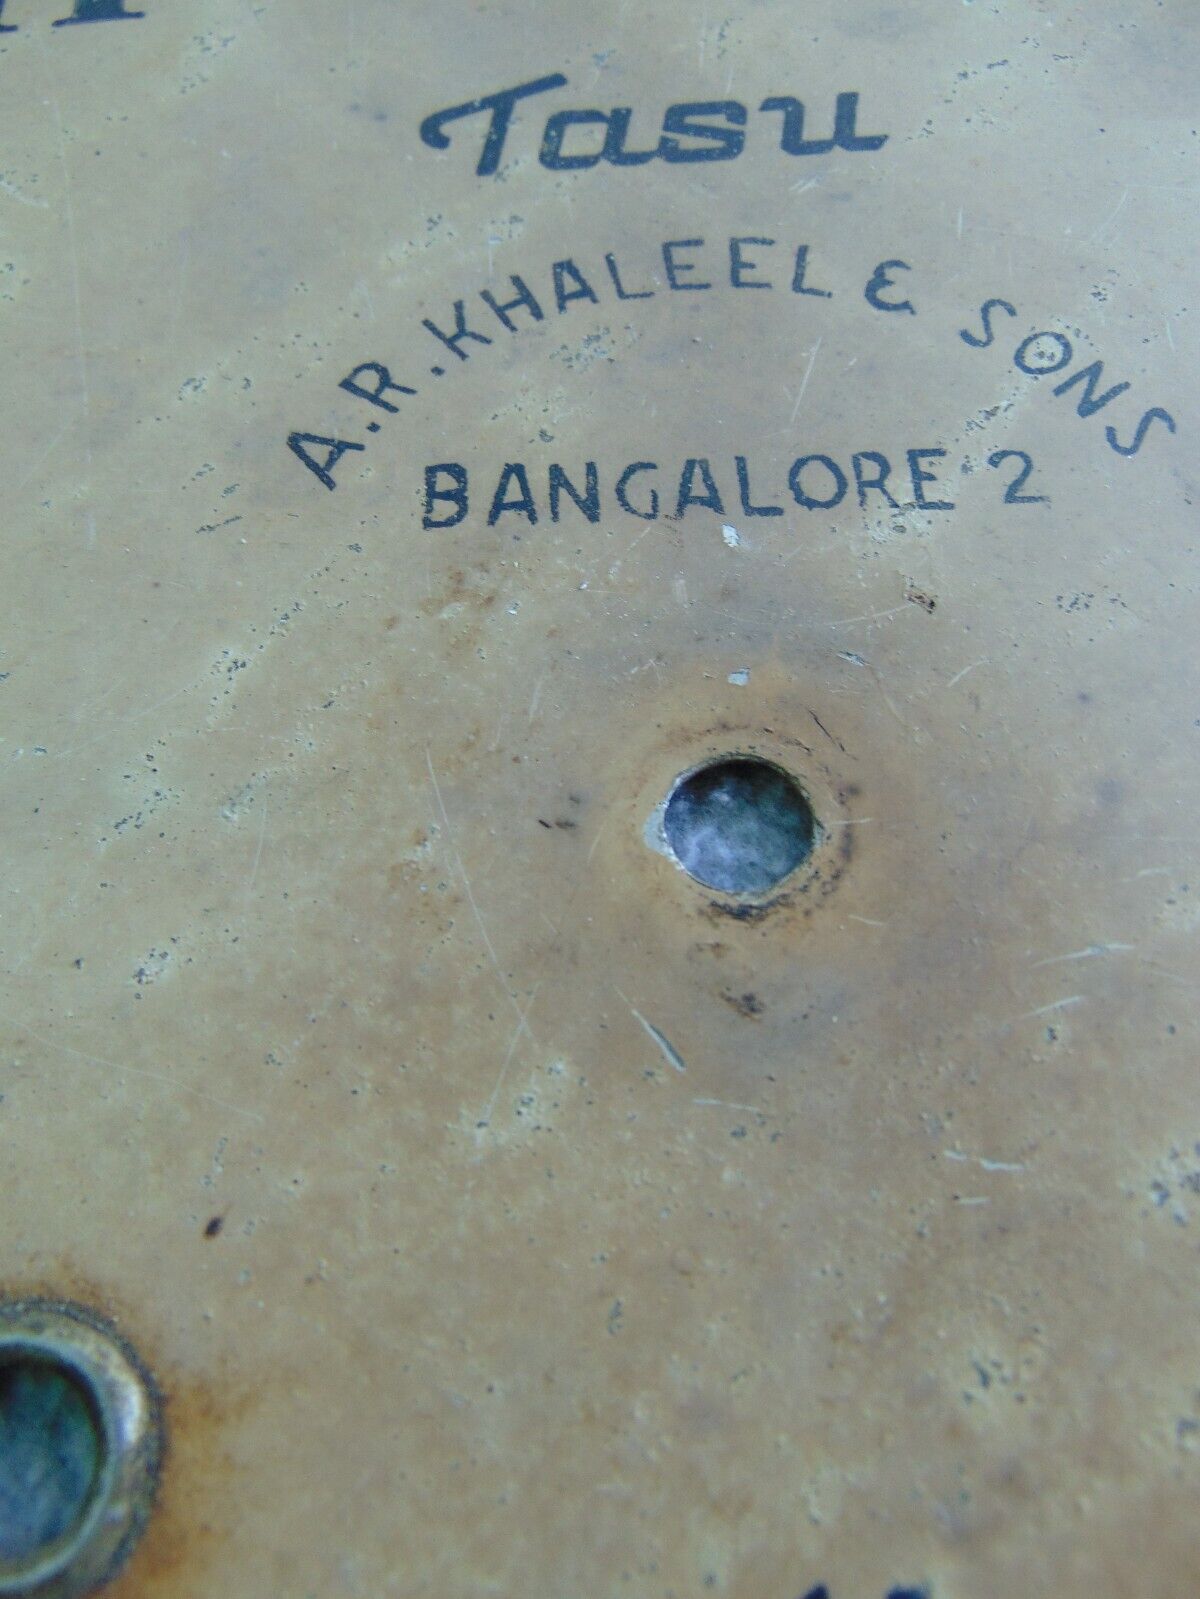 Tasu
A.R.KHALEEL & SONS
BANGALORE 2